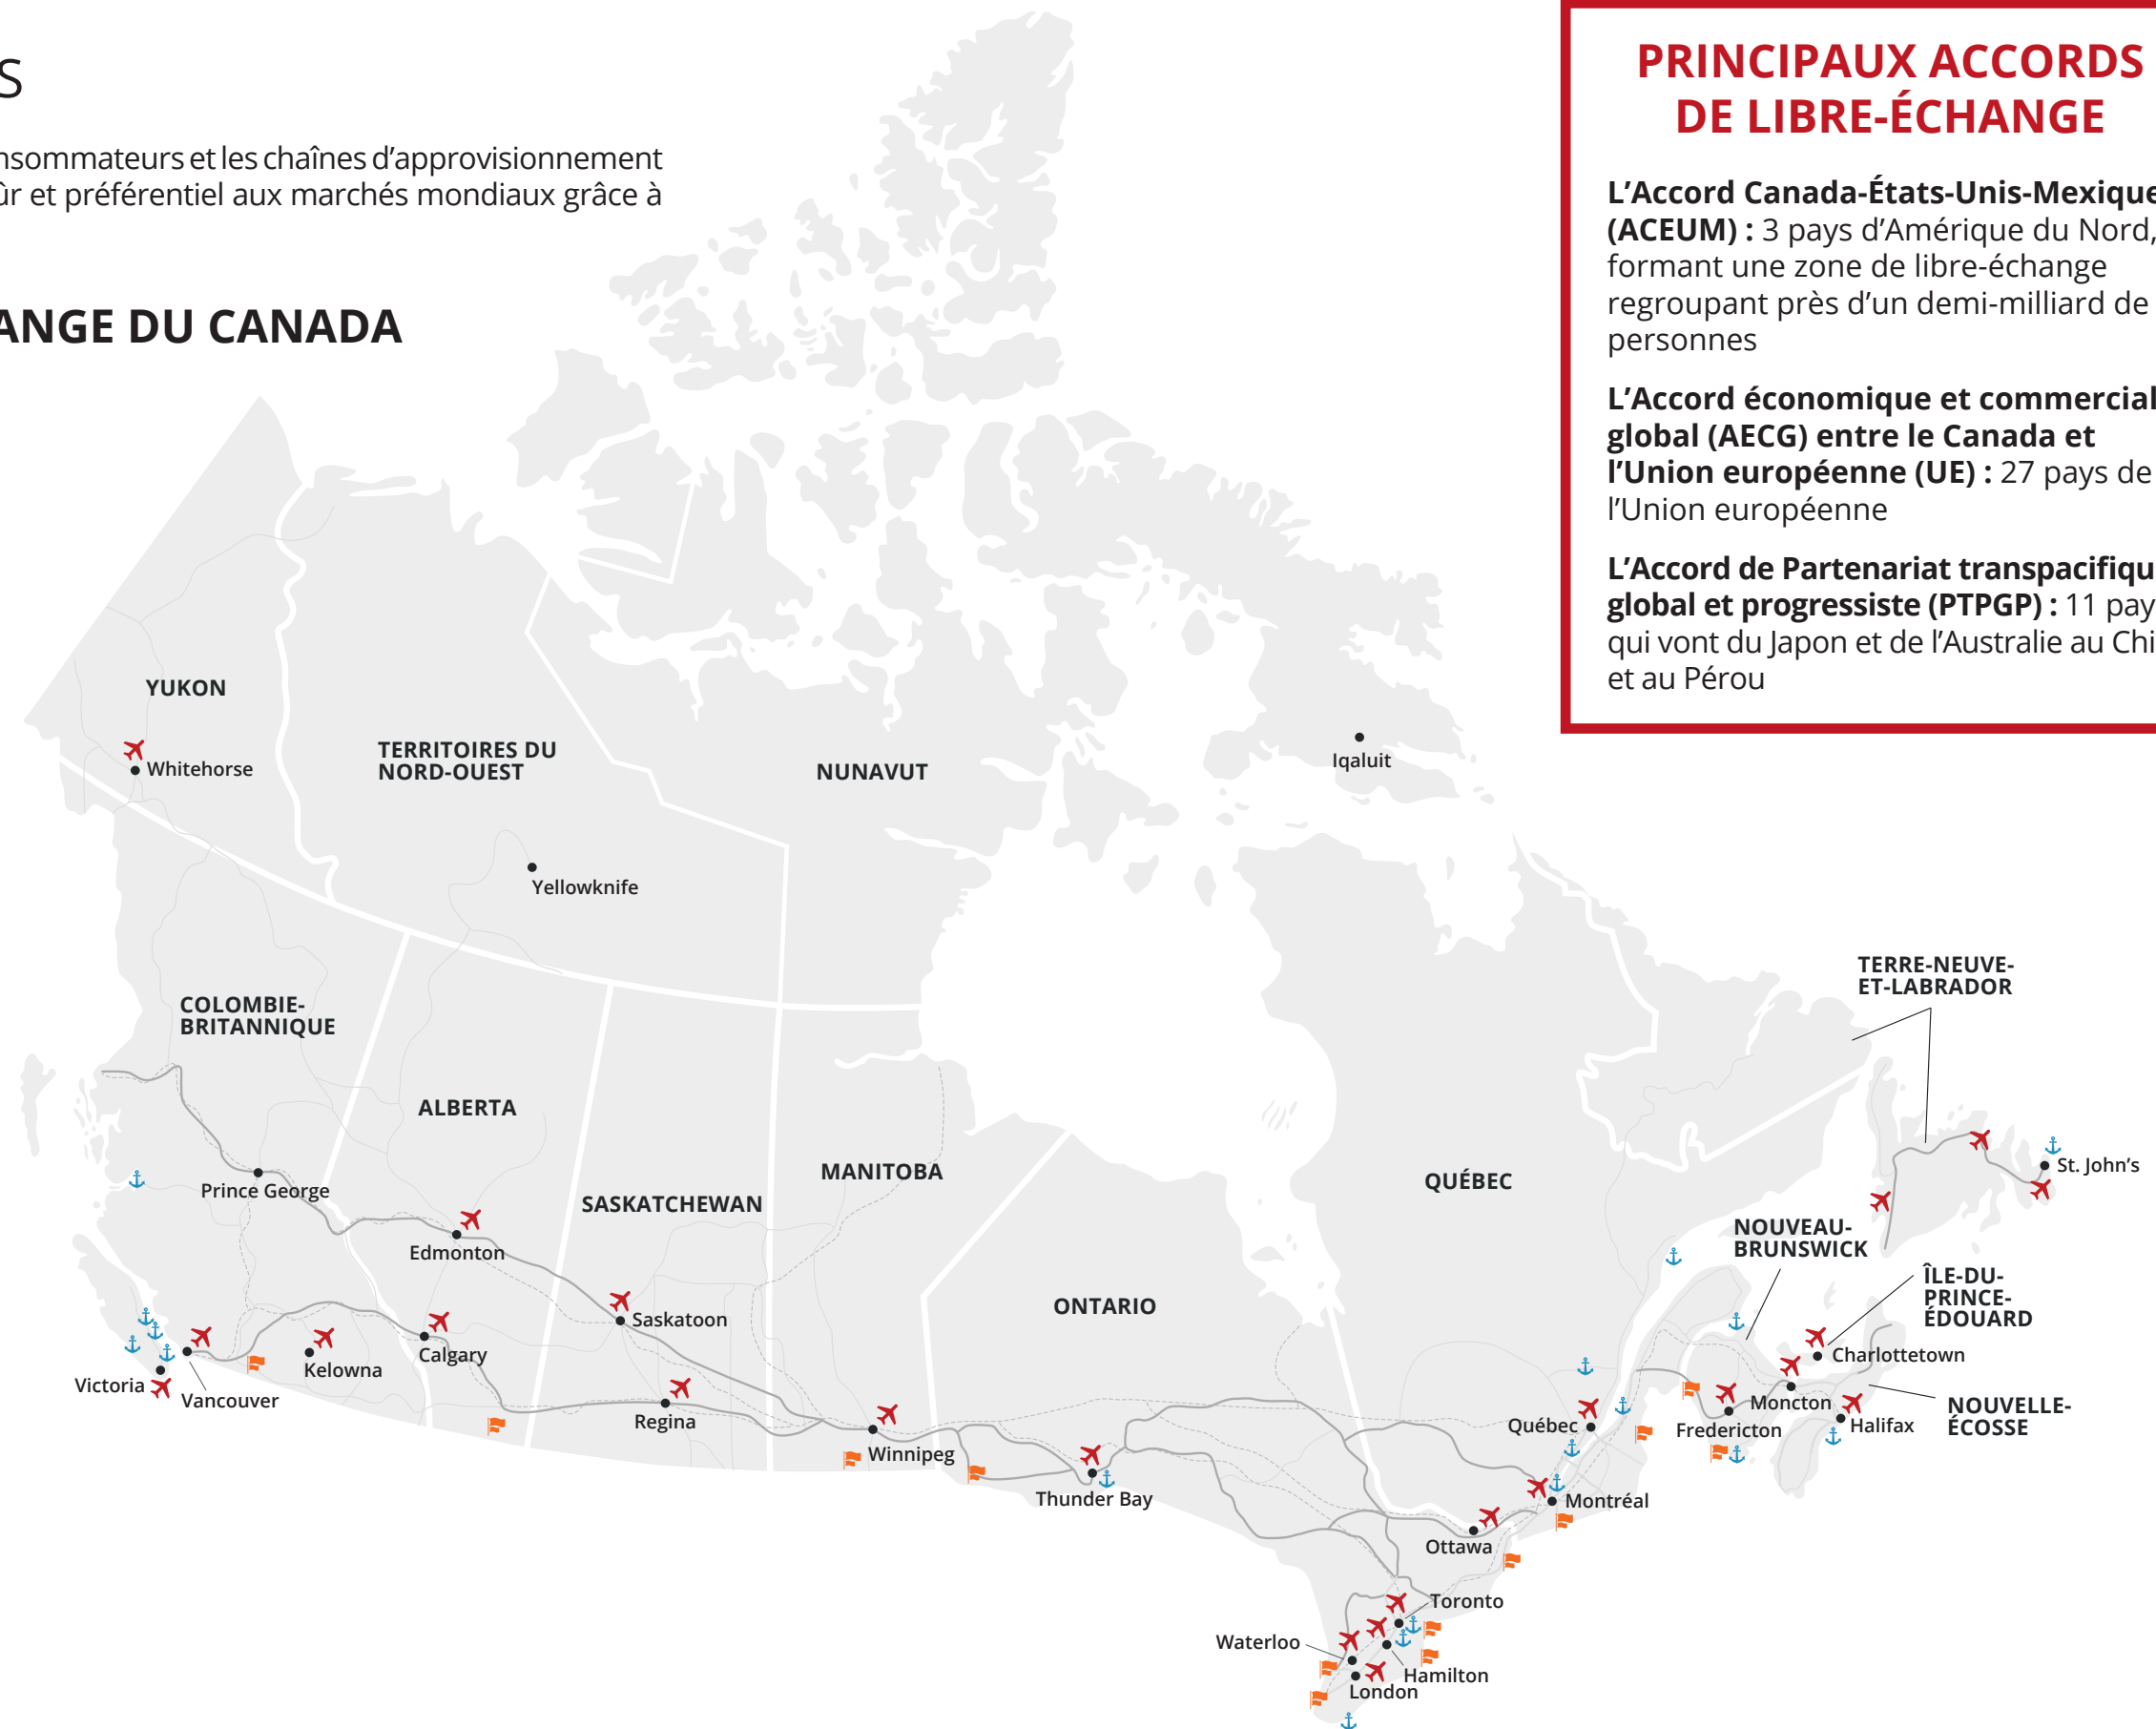 S
nsommateurs et les chaînes d’approvisionnement
ûr et préférentiel aux marchés mondiaux grâce à
ANGE DU CANADA
PRINCIPAUX ACCORDS
DE LIBRE-ÉCHANGE
L’Accord Canada-États-Unis-Mexique
(ACEUM) : 3 pays d’Amérique du Nord,
formant une zone de libre-échange
regroupant près d’un demi-milliard de
personnes
L’Accord économique et commercial
global (AECG) entre le Canada et
l’Union européenne (UE) : 27 pays de
l’Union européenne
L’Accord de Partenariat transpacifiqu
global et progressiste (PTPGP) : 11 pay
qui vont du Japon et de l’Australie au Chi
et au Pérou
YUKON
Whitehorse
TERRITOIRES DU
NORD-OUEST
NUNAVUT
Iqaluit
Yellowknife
COLOMBIE-
BRITANNIQUE
TERRE-NEUVE-
ET-LABRADOR
ALBERTA
SASKATCHEWAN
MANITOBA
QUÉBEC
ONTARIO
St. John’s
NOUVEAU-
BRUNSWICK
ÎLE-DU-
PRINCE-
ÉDOUARD
NOUVELLE-
ÉCOSSE
Prince George
Edmonton
Saskatoon
Calgary
Kelowna
Victoria
Vancouver
Regina
Winnipeg
Thunder Bay
Charlottetown
Moncton
Halifax
Fredericton
Québec
Montréal
Ottawa
Toronto
Waterloo
Hamilton
London